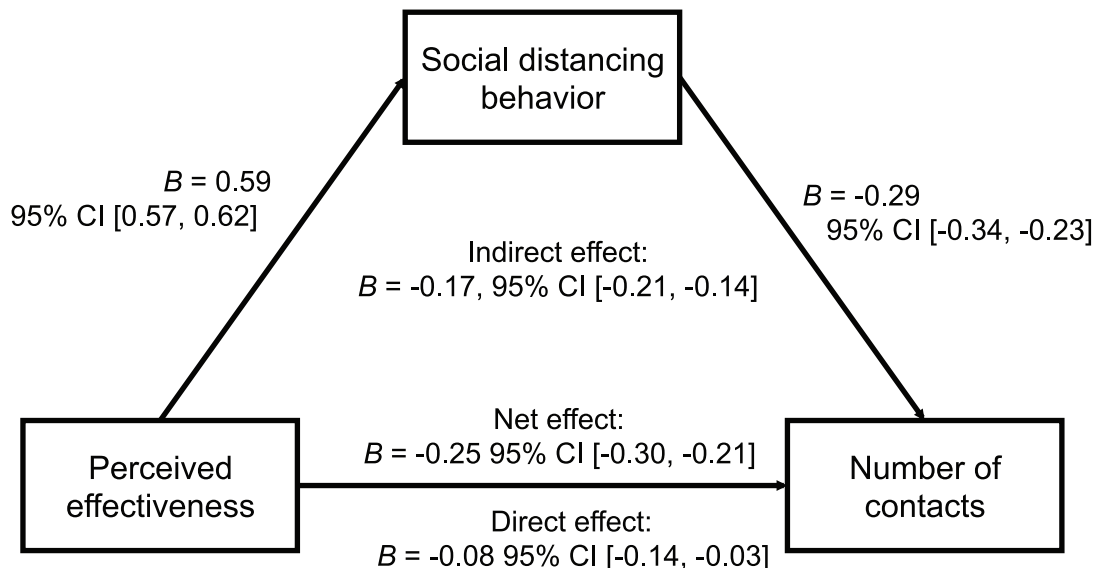 Social distancing
behavior
B = 0.59
95% CI [0.57, 0.62]
B = -0.29
95% CI [-0.34, -0.23]
Indirect effect:
B = -0.17, 95% CI [-0.21, -0.14]
Perceived
effectiveness
Net effect:
B = -0.25 95% CI [-0.30, -0.21]
Direct effect:
B = -0.08 95% CI [-0.14, -0.03]
Number of
contacts